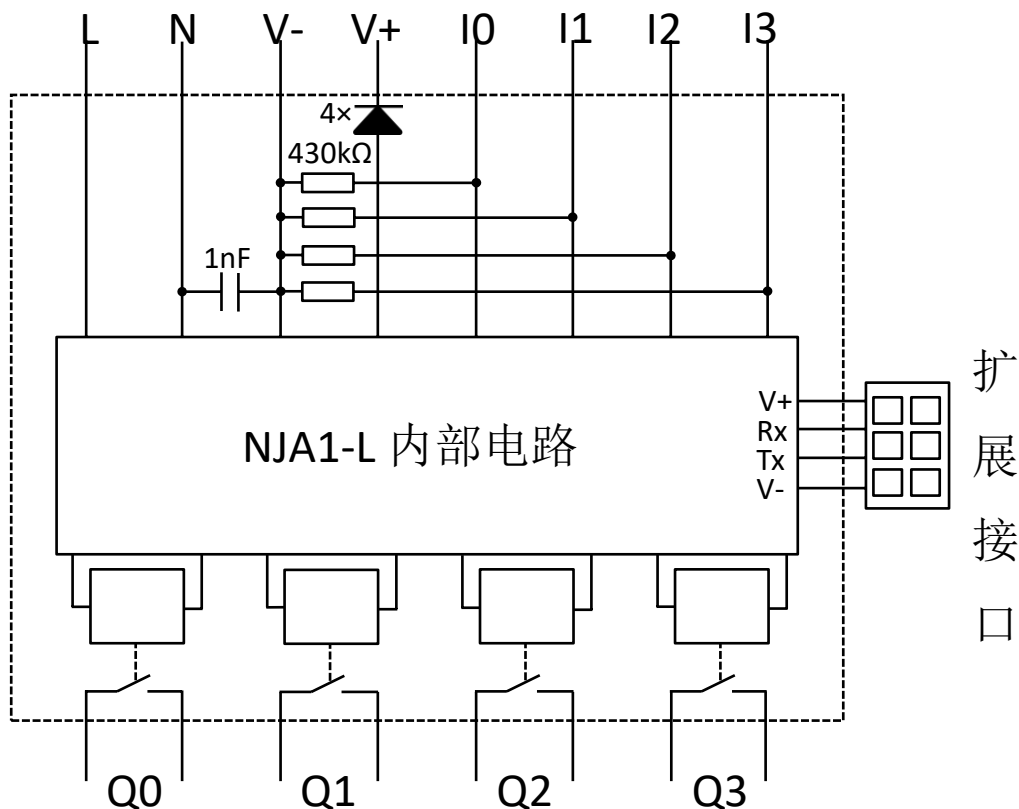 L N V- V+ I0 I1 I2 I3
4×
430kΩ
1nF
NJA1-L 内部电路
V+
Rx
Tx
V-
扩
展
接
口
Q0 Q1 Q2 Q3